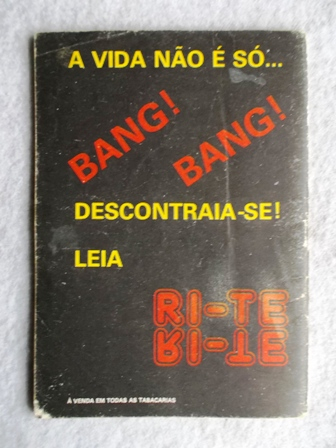 A VIDA NÃO É SÓ...
BANG!
BANG!
DESCONTRAIA-SE!
LEIA
RI-TE
RI-TE
À VENDA EM TODAS AS TABACARIAS